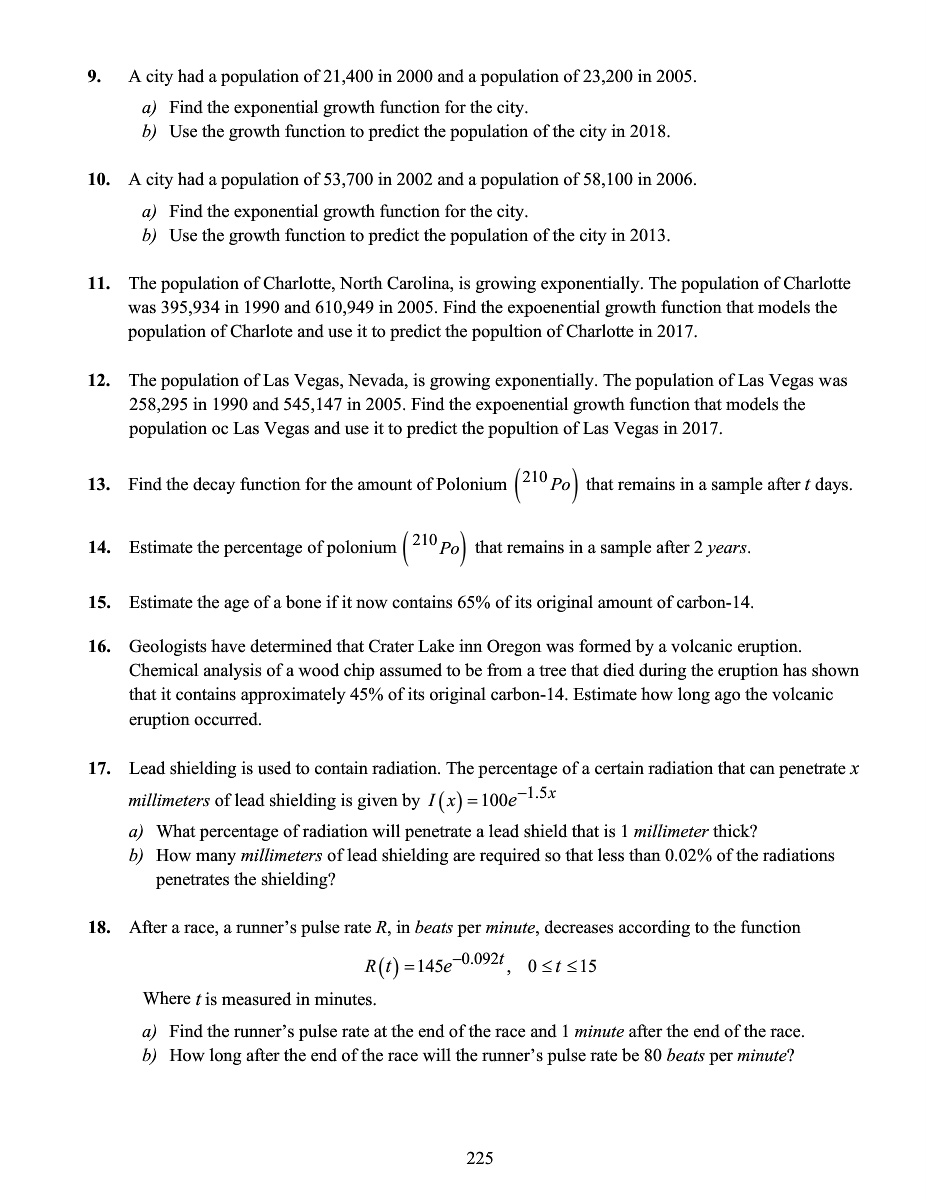 9. A city had a population of 21,400 in 2000 and a population of 23,200 in 2005.
a) Find the exponential growth function for the city.
b) Use the growth function to predict the population of the city in 2018.
10. A city had a population of 53,700 in 2002 and a population of 58,100 in 2006.
a) Find the exponential growth function for the city.
b) Use the growth function to predict the population of the city in 2013.
11. The population of Charlotte, North Carolina, is growing exponentially. The population of Charlotte
was 395,934 in 1990 and 610,949 in 2005. Find the expoenential growth function that models the
population of Charlote and use it to predict the popultion of Charlotte in 2017.
12. The population of Las Vegas, Nevada, is growing exponentially. The population of Las Vegas was
258,295 in 1990 and 545,147 in 2005. Find the expoenential growth function that models the
population oc Las Vegas and use it to predict the popultion of Las Vegas in 2017.
13. Find the decay function for the amount of Polonium (²¹⁰Po) that remains in a sample after t days.
14. Estimate the percentage of polonium (²¹⁰Po) that remains in a sample after 2 years.
15. Estimate the age of a bone if it now contains 65% of its original amount of carbon-14.
16. Geologists have determined that Crater Lake inn Oregon was formed by a volcanic eruption.
Chemical analysis of a wood chip assumed to be from a tree that died during the eruption has shown
that it contains approximately 45% of its original carbon-14. Estimate how long ago the volcanic
eruption occurred.
17. Lead shielding is used to contain radiation. The percentage of a certain radiation that can penetrate x
millimeters of lead shielding is given by I(x) = 100e^−1.5x
a) What percentage of radiation will penetrate a lead shield that is 1 millimeter thick?
b) How many millimeters of lead shielding are required so that less than 0.02% of the radiations
penetrates the shielding?
18. After a race, a runner’s pulse rate R, in beats per minute, decreases according to the function
R(t) = 145e^−0.092t, 0 ≤ t ≤ 15
Where t is measured in minutes.
a) Find the runner’s pulse rate at the end of the race and 1 minute after the end of the race.
b) How long after the end of the race will the runner’s pulse rate be 80 beats per minute?
225